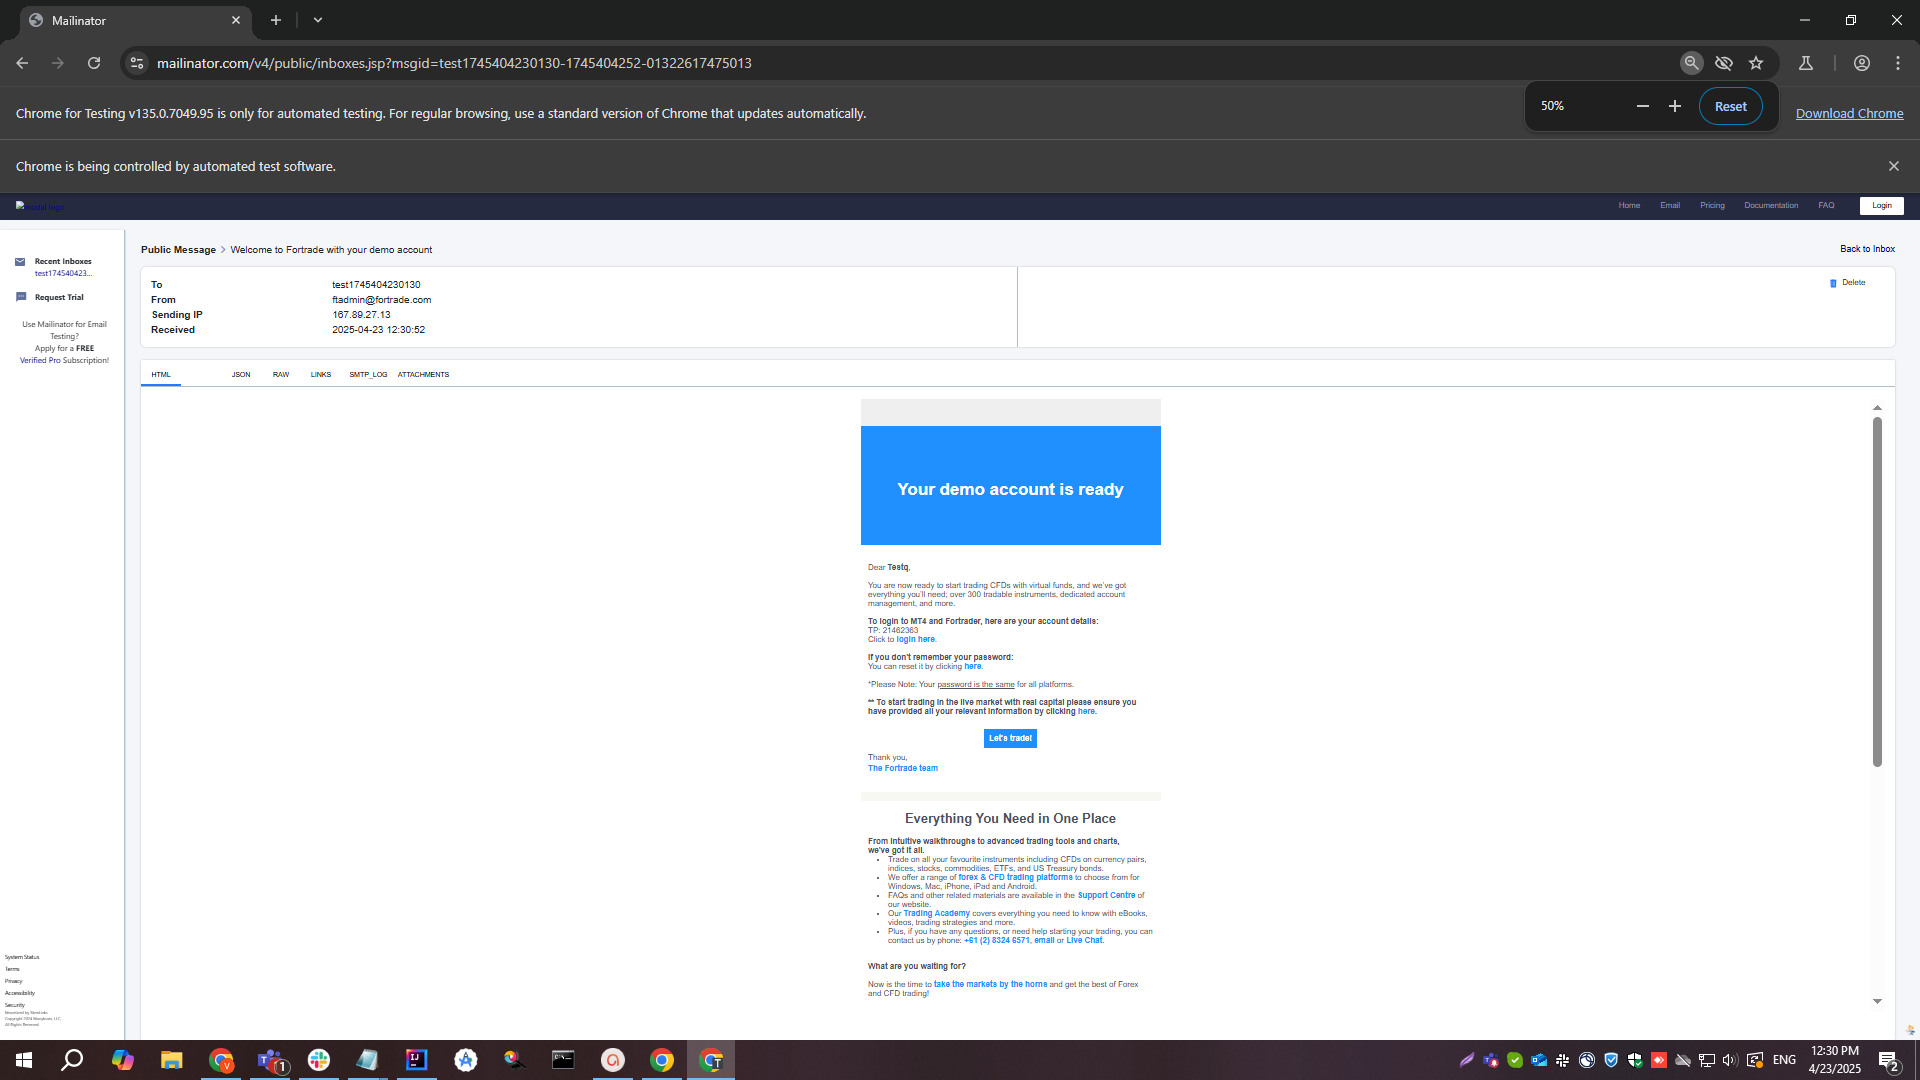 Mailinator
mailinator.com/v4/public/inboxes.jsp?msgid=test1745404230130-1745404252-01322617475013
50%
Reset
Chrome for Testing v135.0.7049.95 is only for automated testing. For regular browsing, use a standard version of Chrome that updates automatically.
Download Chrome
Chrome is being controlled by automated test software.
Home Email Pricing Documentation FAQ Login
Public Message > Welcome to Fortrade with your demo account
Back to Inbox
Recent Inboxes
test174540423...
Request Trial
Use Mailinator for Email
Testing?
Apply for a FREE
Verified Pro Subscription!
To test1745404230130
From ftadmin@fortrade.com
Sending IP 167.89.27.13
Received 2025-04-23 12:30:52
Delete
HTML JSON RAW LINKS SMTP_LOG ATTACHMENTS
Your demo account is ready
Dear Testq,
You are now ready to start trading CFDs with virtual funds, and we've got
everything you'll need; over 300 tradable instruments, dedicated account
management, and more.
To login to MT4 and Fortrader, here are your account details:
TP: 21462363
Click to login here.
If you don't remember your password:
You can reset it by clicking here.
*Please Note: Your password is the same for all platforms.
** To start trading in the live market with real capital please ensure you
have provided all your relevant information by clicking here.
Let's trade!
Thank you,
The Fortrade team
Everything You Need in One Place
From intuitive walkthroughs to advanced trading tools and charts,
we've got it all.
• Trade on all your favourite instruments including CFDs on currency pairs,
indices, stocks, commodities, ETFs, and US Treasury bonds.
• We offer a range of forex & CFD trading platforms to choose from for
Windows, Mac, iPhone, iPad and Android.
• FAQs and other related materials are available in the Support Centre of
our website.
• Our Trading Academy covers everything you need to know with eBooks,
videos, trading strategies and more.
• Plus, if you have any questions, or need help starting your trading, you can
contact us by phone: +61 (2) 8324 6571, email or Live Chat.
What are you waiting for?
Now is the time to take the markets by the horns and get the best of Forex
and CFD trading!
System Status
Terms
Privacy
Accessibility
Security
All Rights Reserved
ENG
12:30 PM
4/23/2025